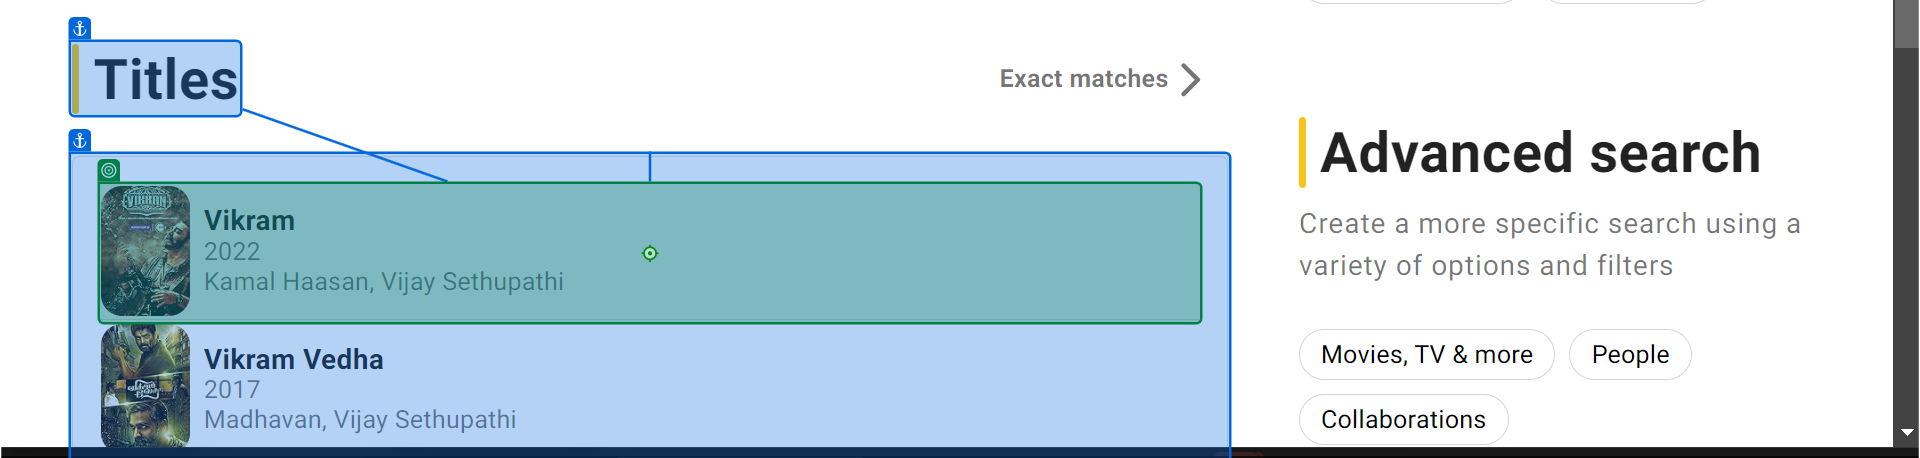 Titles
Exact matches
VIKRAM
Vikram
2022
Kamal Haasan, Vijay Sethupathi
Vikram Vedha
2017
Madhavan, Vijay Sethupathi
Advanced search
Create a more specific search using a
variety of options and filters
Movies, TV & more
People
Collaborations